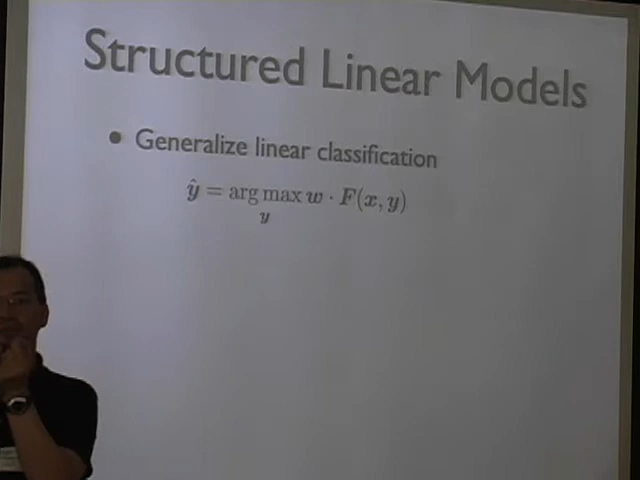 Structured Linear Models
• Generalize linear classification
ŷ = arg max w · F(x, y)
y